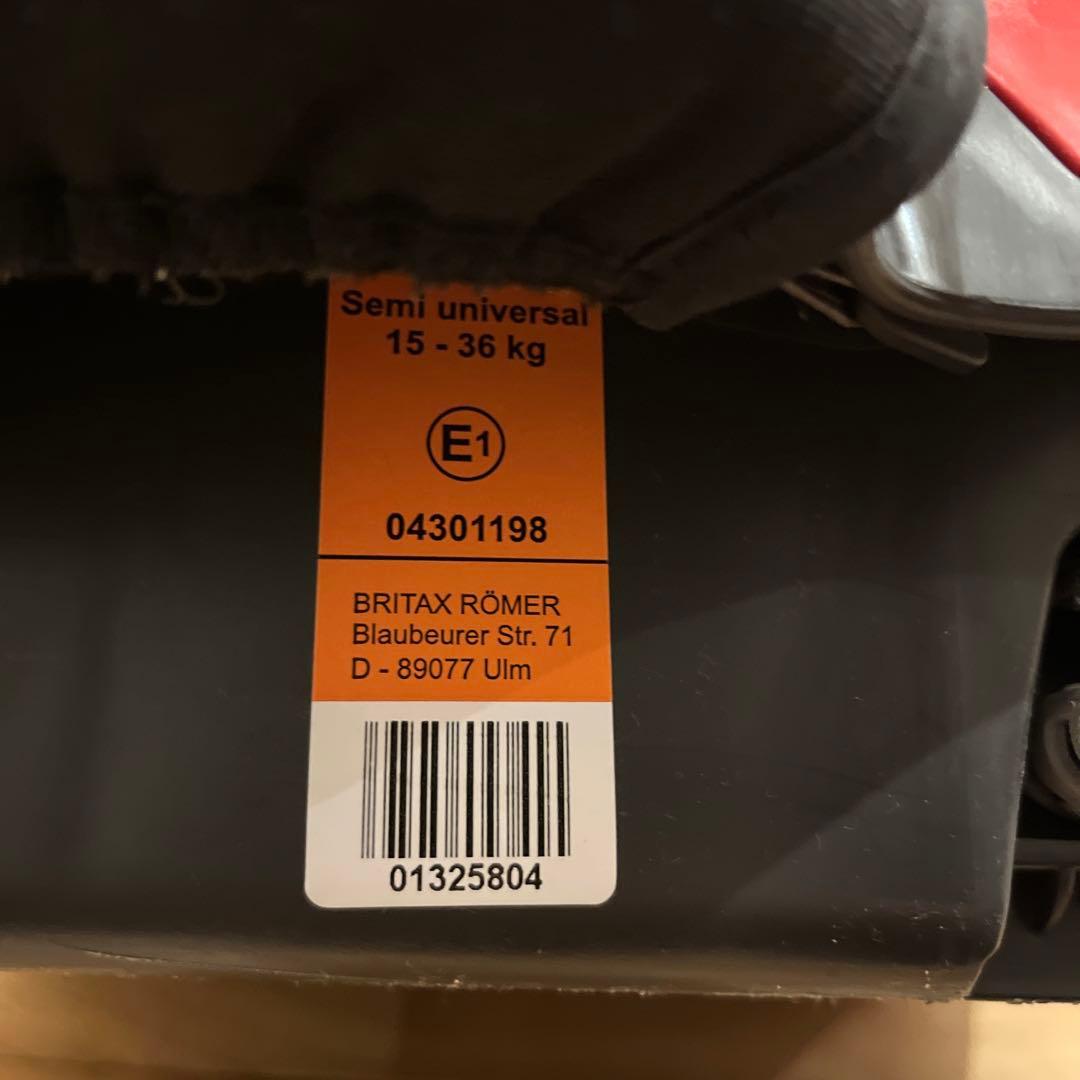 Semi universal
15 - 36 kg
E1
04301198
BRITAX RÖMER
Blaubeurer Str. 71
D - 89077 Ulm
01325804